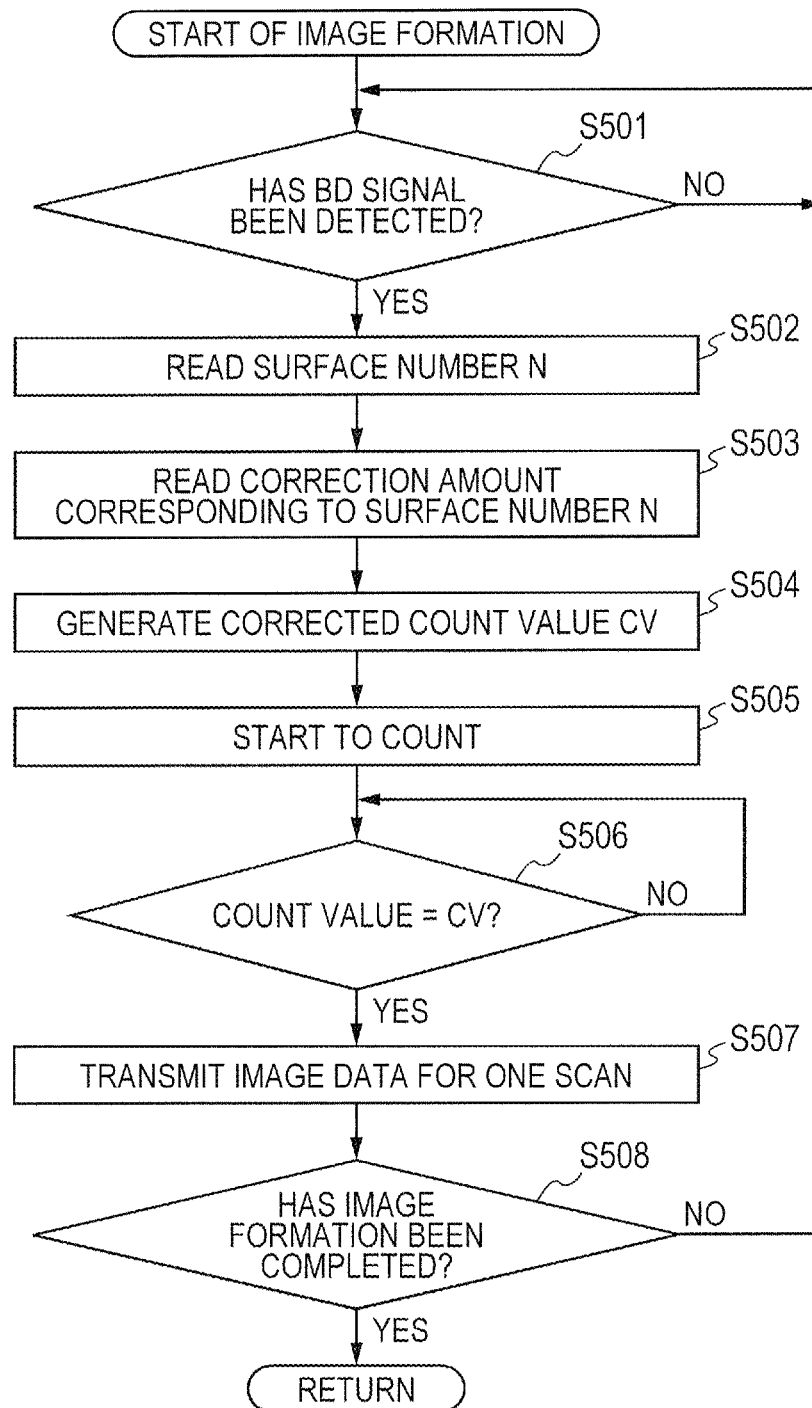 START OF IMAGE FORMATION
S501
HAS BD SIGNAL
BEEN DETECTED?
NO
YES
S502
READ SURFACE NUMBER N
S503
READ CORRECTION AMOUNT
CORRESPONDING TO SURFACE NUMBER N
S504
GENERATE CORRECTED COUNT VALUE CV
S505
START TO COUNT
S506
COUNT VALUE = CV?
NO
YES
S507
TRANSMIT IMAGE DATA FOR ONE SCAN
S508
HAS IMAGE
FORMATION BEEN
COMPLETED?
NO
YES
RETURN